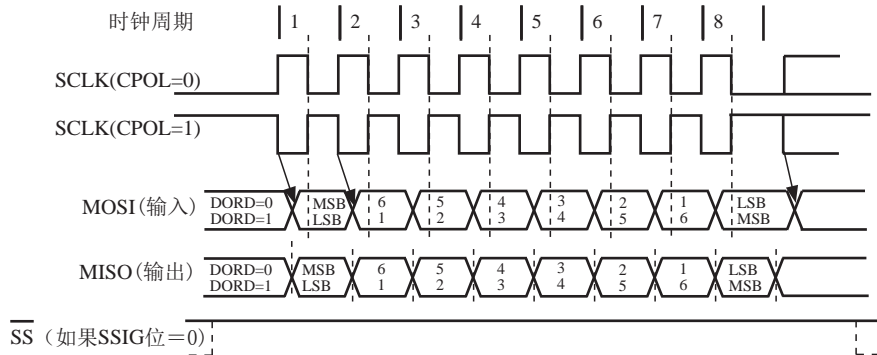 时钟周期 1 2 3 4 5 6 7 8
SCLK(CPOL=0)
SCLK(CPOL=1)
MOSI(输入) DORD=0 MSB 6 5 4 3 2 1 LSB
DORD=1 LSB 1 2 3 4 5 6 MSB
MISO(输出) DORD=0 MSB 6 5 4 3 2 1 LSB
DORD=1 LSB 1 2 3 4 5 6 MSB
SS(如果SSIG位=0)